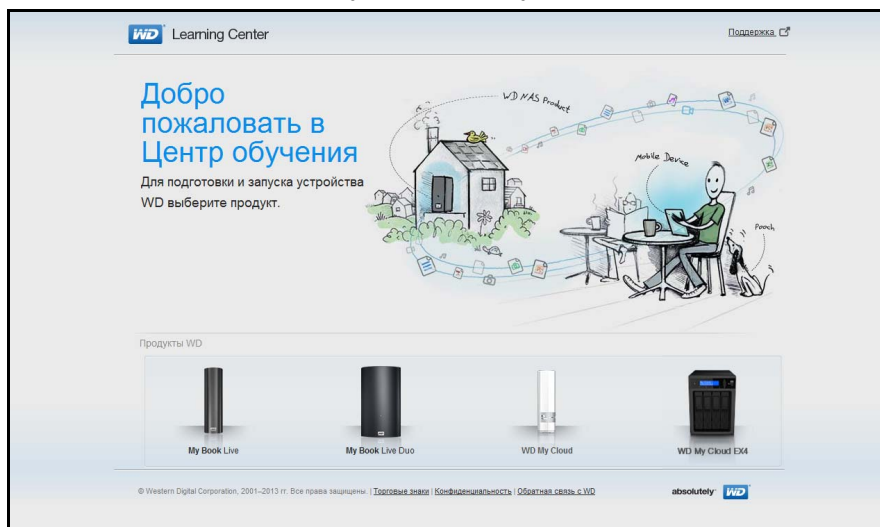 WD Learning Center
Поддержка
Добро
пожаловать в
Центр обучения
Для подготовки и запуска устройства
WD выберите продукт.
WD NAS Product
Mobile Device
Pooch
Продукты WD
My Book Live
My Book Live Duo
WD My Cloud
WD My Cloud EX4
© Western Digital Corporation, 2001–2013 гг. Все права защищены. | Торговые знаки | Конфиденциальность | Обратная связь с WD
absolutely WD